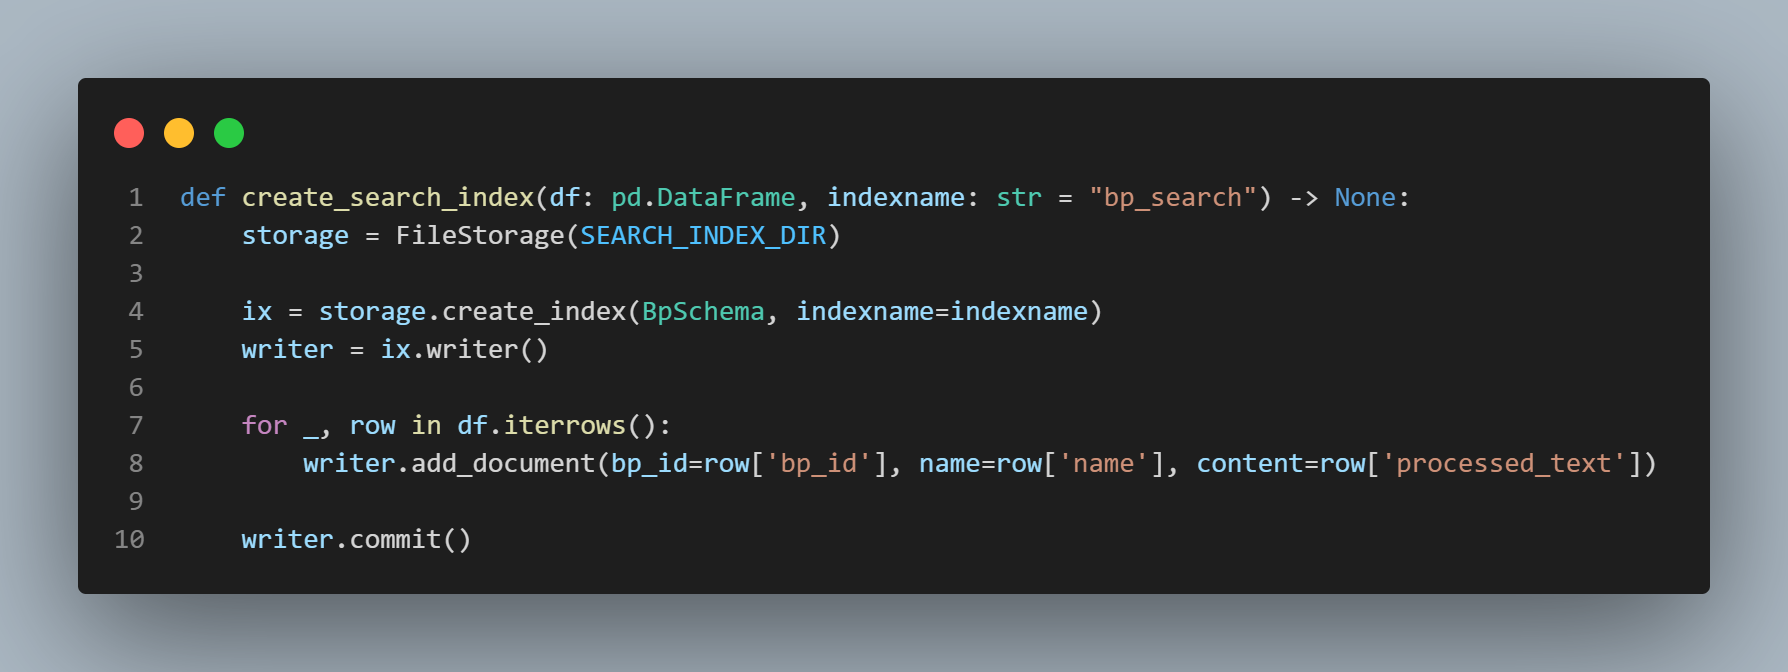 1 def create_search_index(df: pd.DataFrame, indexname: str = "bp_search") -> None:
2     storage = FileStorage(SEARCH_INDEX_DIR)
3
4     ix = storage.create_index(BpSchema, indexname=indexname)
5     writer = ix.writer()
6
7     for _, row in df.iterrows():
8         writer.add_document(bp_id=row['bp_id'], name=row['name'], content=row['processed_text'])
9
10     writer.commit()